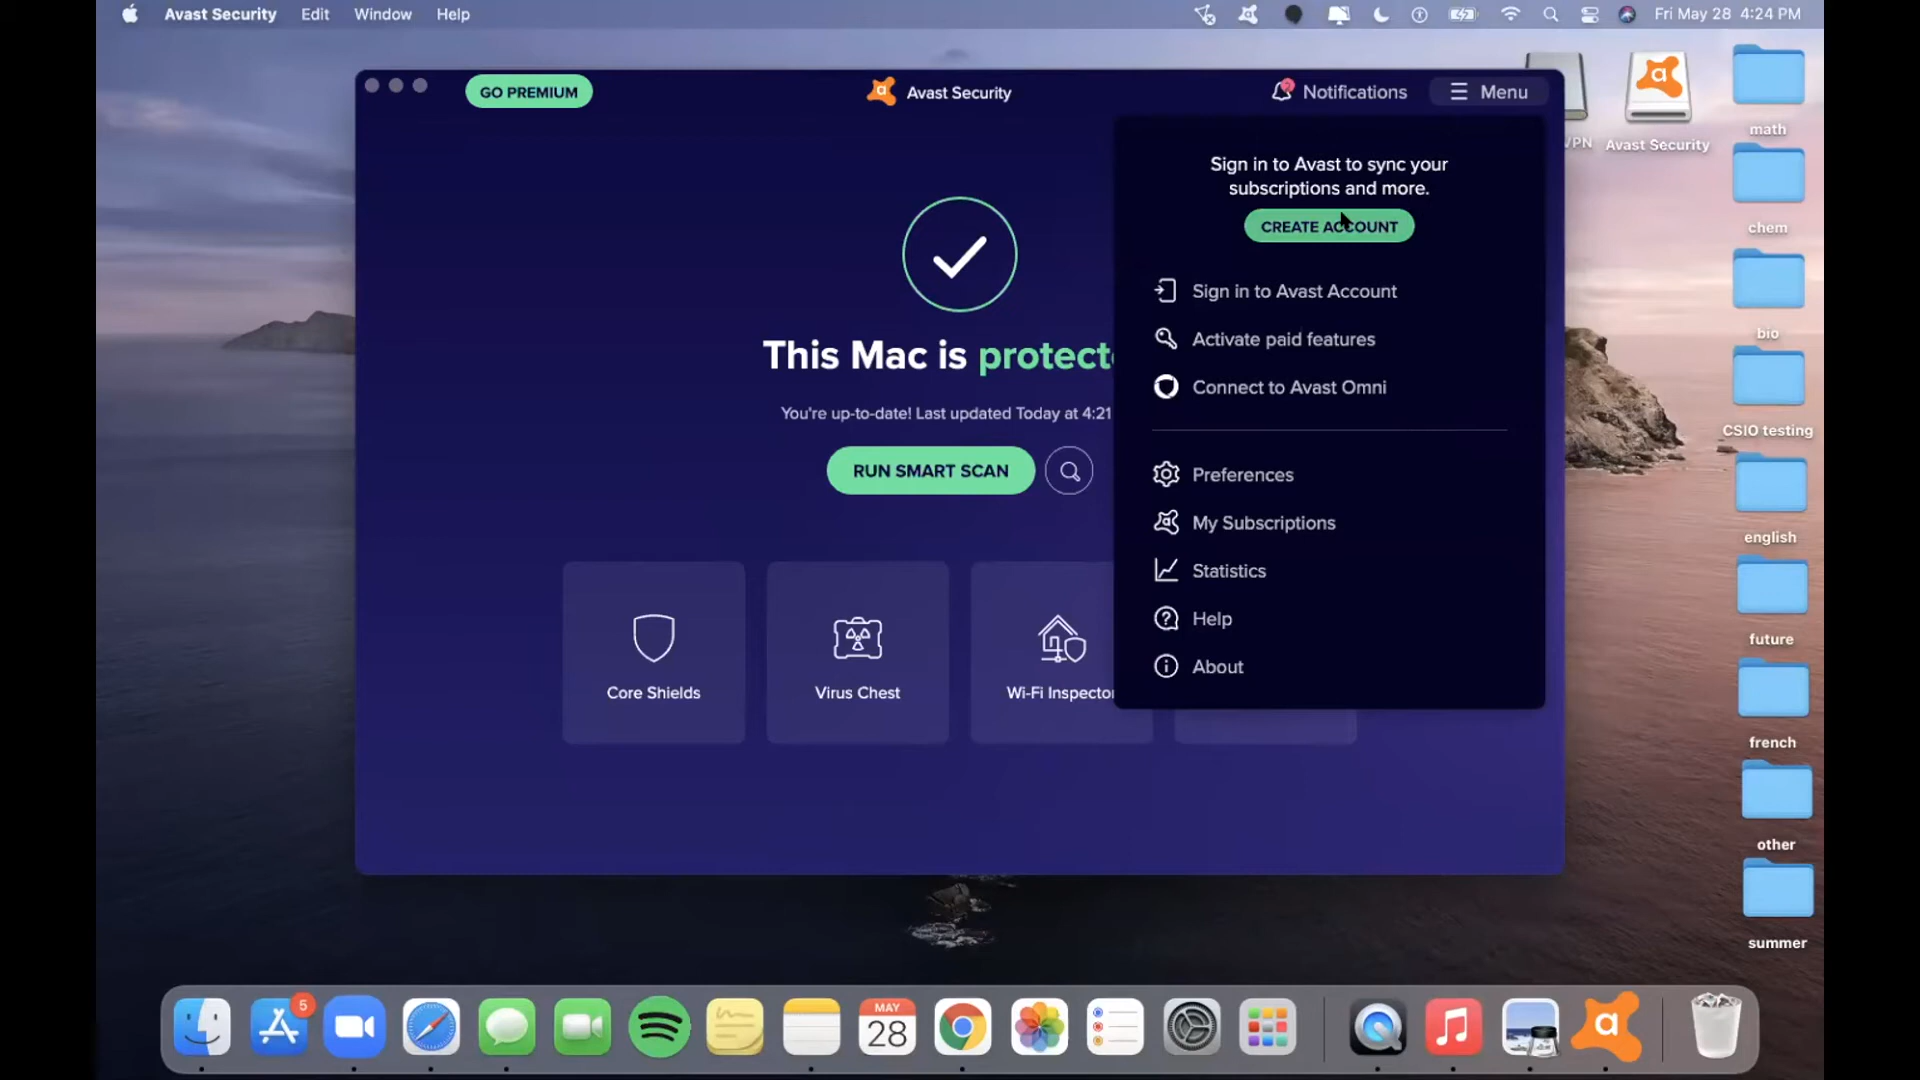 Avast Security Edit Window Help
Fri May 28 4:24 PM
GO PREMIUM
Avast Security
Notifications
Menu
Sign in to Avast to sync your
subscriptions and more.
CREATE ACCOUNT
Sign in to Avast Account
Activate paid features
Connect to Avast Omni
Preferences
My Subscriptions
Statistics
Help
About
This Mac is protecte
You're up-to-date! Last updated Today at 4:21
RUN SMART SCAN
Core Shields
Virus Chest
Wi-Fi Inspector
VPN
Avast Security
math
chem
bio
CSIO testing
english
future
french
other
summer
5
MAY
28